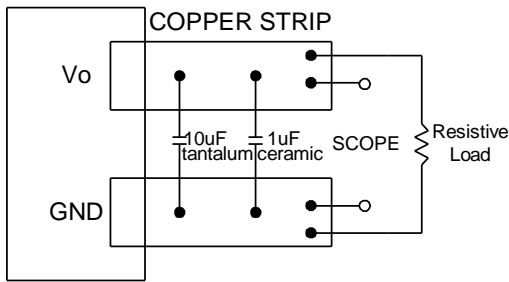 COPPER STRIP
Vo
10uF 1uF
tantalum ceramic
SCOPE
Resistive
Load
GND